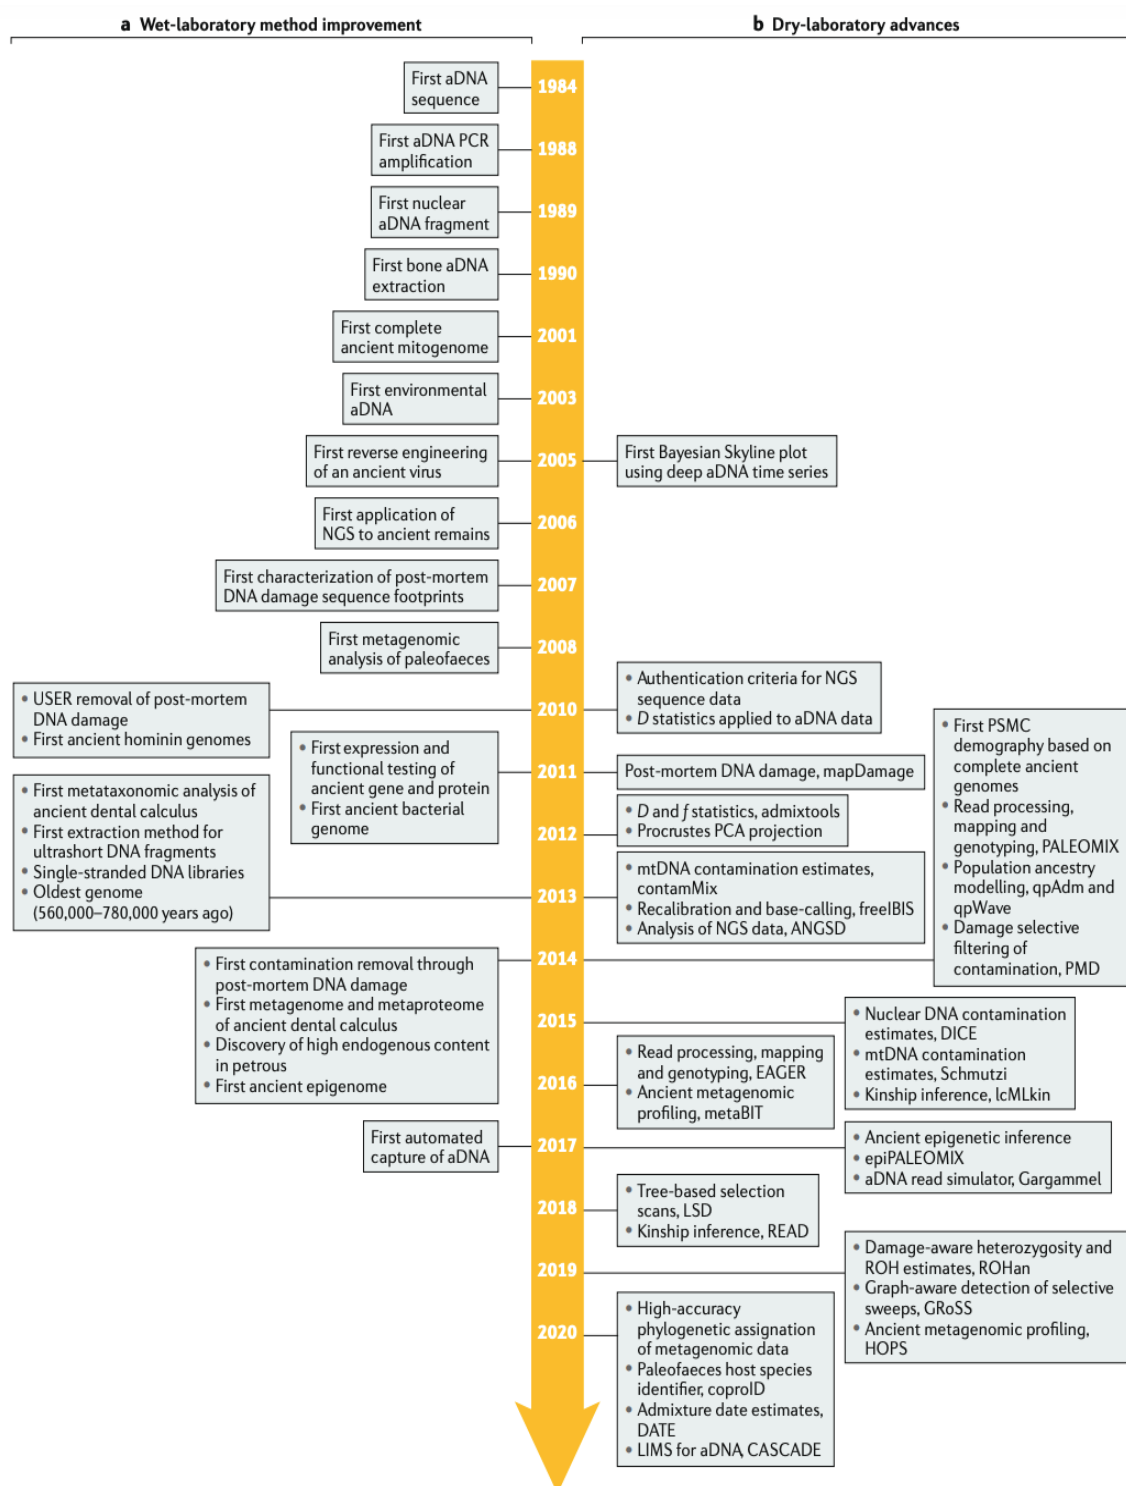 a Wet-laboratory method improvement
b Dry-laboratory advances
First aDNA
sequence
1984
First aDNA PCR
amplification
1988
First nuclear
aDNA fragment
1989
First bone aDNA
extraction
1990
First complete
ancient mitogenome
2001
First environmental
aDNA
2003
First reverse engineering
of an ancient virus
2005
First Bayesian Skyline plot
using deep aDNA time series
First application of
NGS to ancient remains
2006
First characterization of post-mortem
DNA damage sequence footprints
2007
First metagenomic
analysis of paleofaeces
2008
• USER removal of post-mortem
DNA damage
• First ancient hominin genomes
2010
• Authentication criteria for NGS
sequence data
• D statistics applied to aDNA data
• First expression and
functional testing of
ancient gene and protein
• First ancient bacterial
genome
2011
Post-mortem DNA damage, mapDamage
2012
• D and f statistics, admixtools
• Procrustes PCA projection
• First metataxonomic analysis of
ancient dental calculus
• First extraction method for
ultrashort DNA fragments
• Single-stranded DNA libraries
• Oldest genome
(560,000–780,000 years ago)
2013
• mtDNA contamination estimates,
contamMix
• Recalibration and base-calling, freeIBIS
• Analysis of NGS data, ANGSD
• First contamination removal through
post-mortem DNA damage
• First metagenome and metaproteome
of ancient dental calculus
• Discovery of high endogenous content
in petrous
• First ancient epigenome
2014
• First PSMC
demography based on
complete ancient
genomes
• Read processing,
mapping and
genotyping, PALEOMIX
• Population ancestry
modelling, qpAdm and
qpWave
• Damage selective
filtering of
contamination, PMD
2015
• Nuclear DNA contamination
estimates, DICE
• mtDNA contamination
estimates, Schmutzi
• Kinship inference, lcMLkin
2016
• Read processing, mapping
and genotyping, EAGER
• Ancient metagenomic
profiling, metaBIT
First automated
capture of aDNA
2017
• Ancient epigenetic inference
• epiPALEOMIX
• aDNA read simulator, Gargammel
2018
• Tree-based selection
scans, LSD
• Kinship inference, READ
2019
• Damage-aware heterozygosity and
ROH estimates, ROHan
• Graph-aware detection of selective
sweeps, GRoSS
• Ancient metagenomic profiling,
HOPS
2020
• High-accuracy
phylogenetic assignation
of metagenomic data
• Paleofaeces host species
identifier, coproID
• Admixture date estimates,
DATE
• LIMS for aDNA, CASCADE